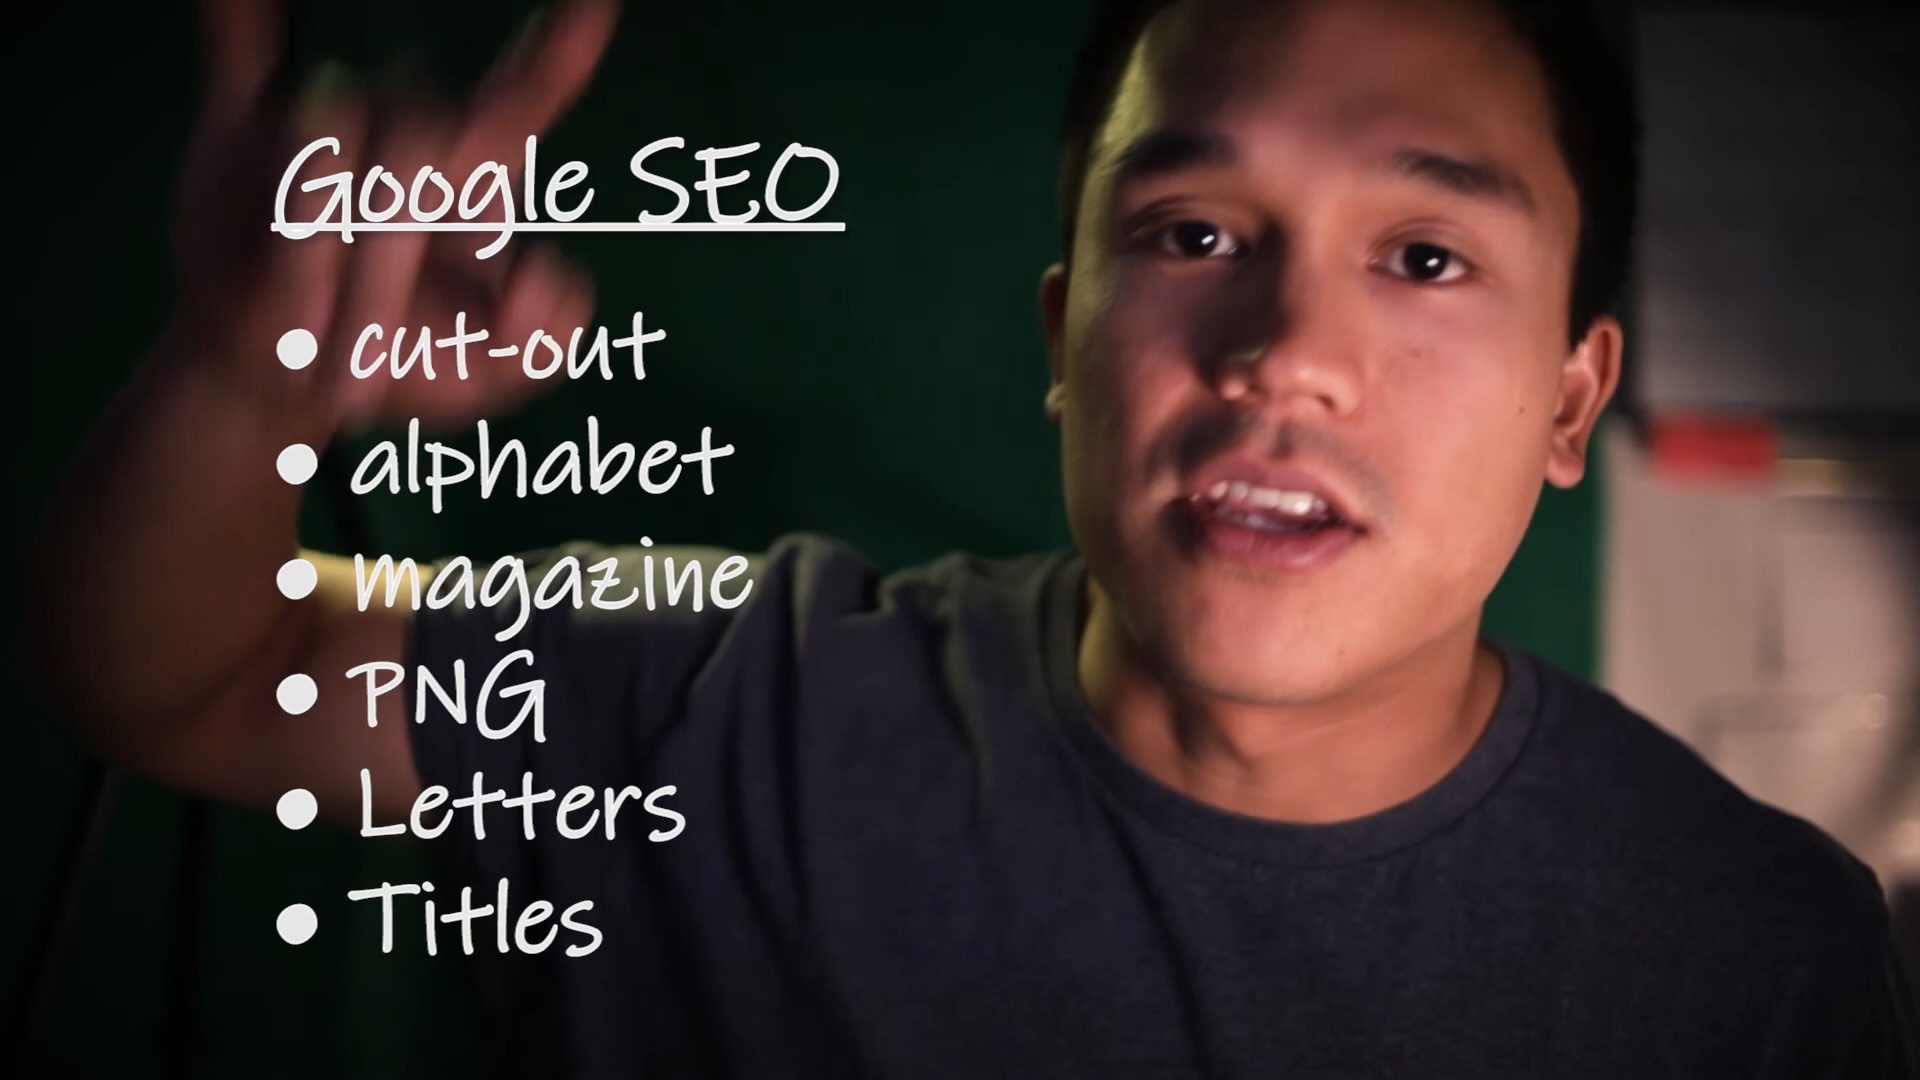 Google SEO
• cut-out
• alphabet
• magazine
• PNG
• Letters
• Titles